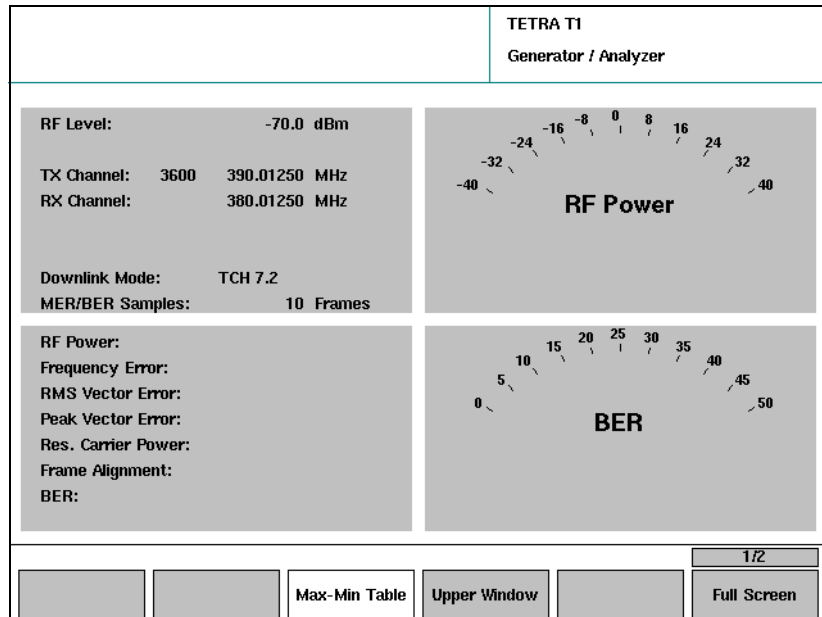 TETRA T1
Generator / Analyzer
RF Level: -70.0 dBm
TX Channel: 3600 390.01250 MHz
RX Channel: 380.01250 MHz
Downlink Mode: TCH 7.2
MER/BER Samples: 10 Frames
-40 -32 -24 -16 -8 0 8 16 24 32 40
RF Power
RF Power:
Frequency Error:
RMS Vector Error:
Peak Vector Error:
Res. Carrier Power:
Frame Alignment:
BER:
0 5 10 15 20 25 30 35 40 45 50
BER
1/2
Max-Min Table Upper Window Full Screen